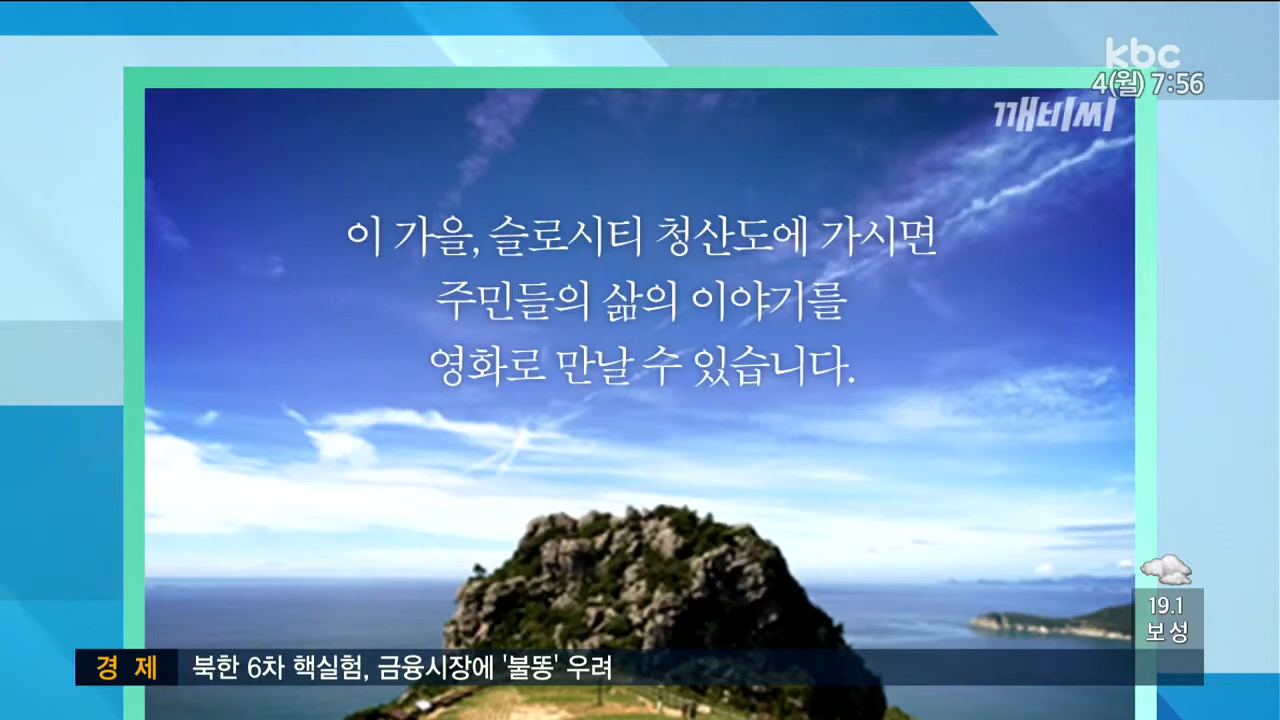 kbc
4(월) 7:56
깨티씨
이 가을, 슬로시티 청산도에 가시면
주민들의 삶의 이야기를
영화로 만날 수 있습니다.
19.1
보성
경 제 북한 6차 핵실험, 금융시장에 '불똥' 우려